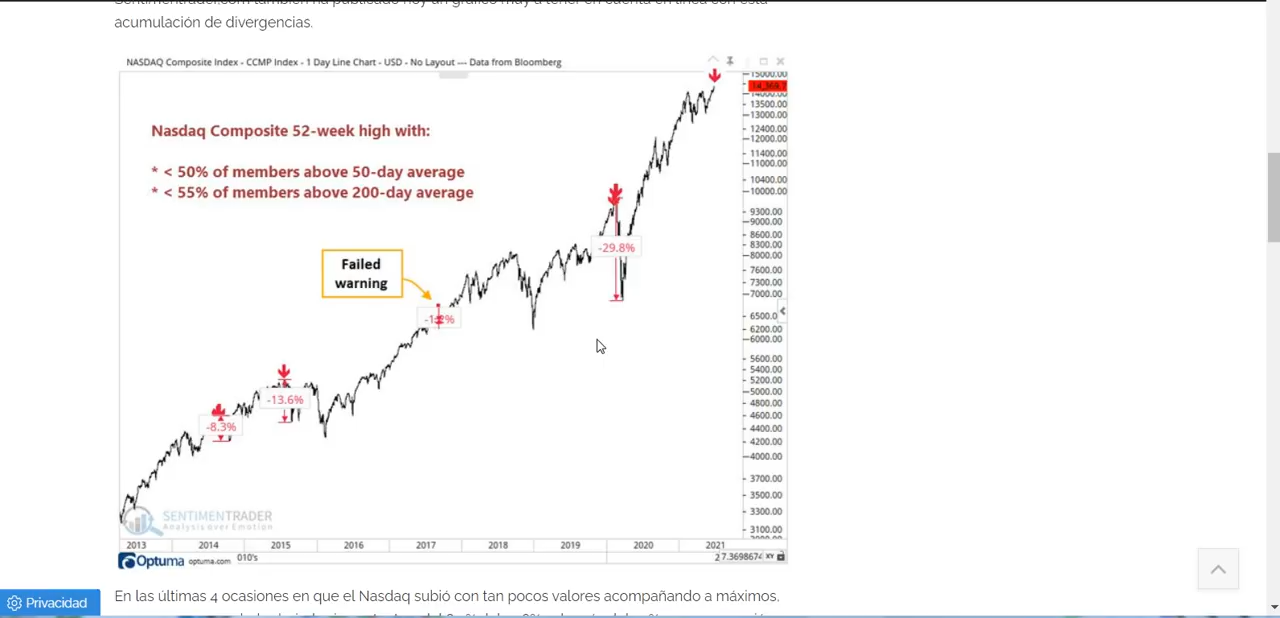 acumulación de divergencias.
NASDAQ Composite Index - CCMP Index - 1 Day Line Chart - USD - No Layout --- Data from Bloomberg
Nasdaq Composite 52-week high with:
* < 50% of members above 50-day average
* < 55% of members above 200-day average
Failed
warning
-29.8%
-13.6%
-8.3%
15000.00
14000.00
13500.00
13000.00
12400.00
12000.00
11400.00
11000.00
10400.00
10000.00
9300.00
9000.00
8600.00
8300.00
8000.00
7600.00
7300.00
7000.00
6500.0
6200.00
6000.00
5600.00
5400.00
5200.00
5000.00
4800.00
4600.00
4400.00
4200.00
4000.00
3700.00
3500.00
3300.00
3100.00
SENTIMENTRADER
Analysis over Emotion
2013 2014 2015 2016 2017 2018 2019 2020 2021
Optuma optuma.com 010's
XY
Privacidad
En las últimas 4 ocasiones en que el Nasdaq subió con tan pocos valores acompañando a máximos,